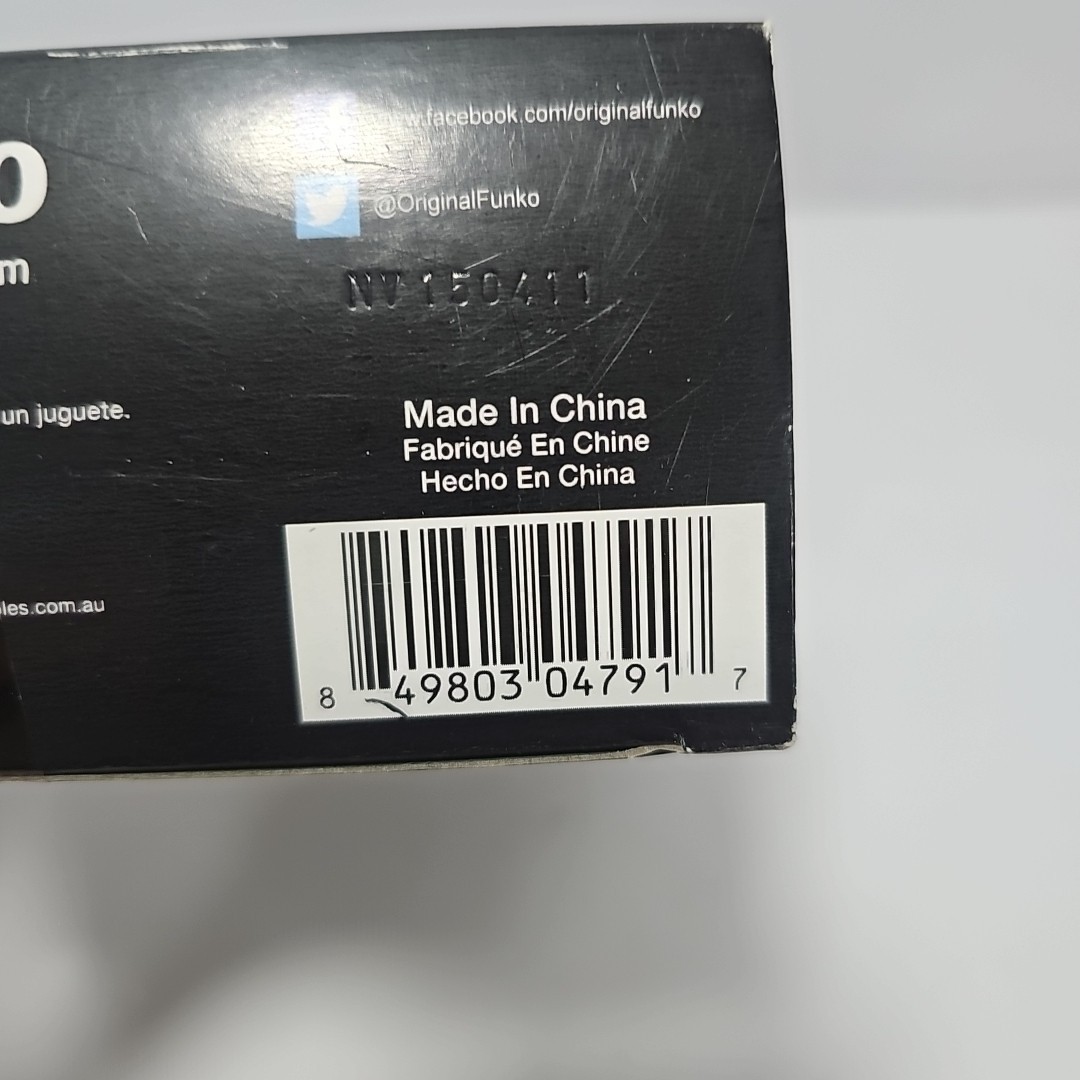 o
m
w.facebook.com/originalfunko
@OriginalFunko
NV150411
un juguete.
Made In China
Fabriqué En Chine
Hecho En China
les.com.au
8 49803 04791 7